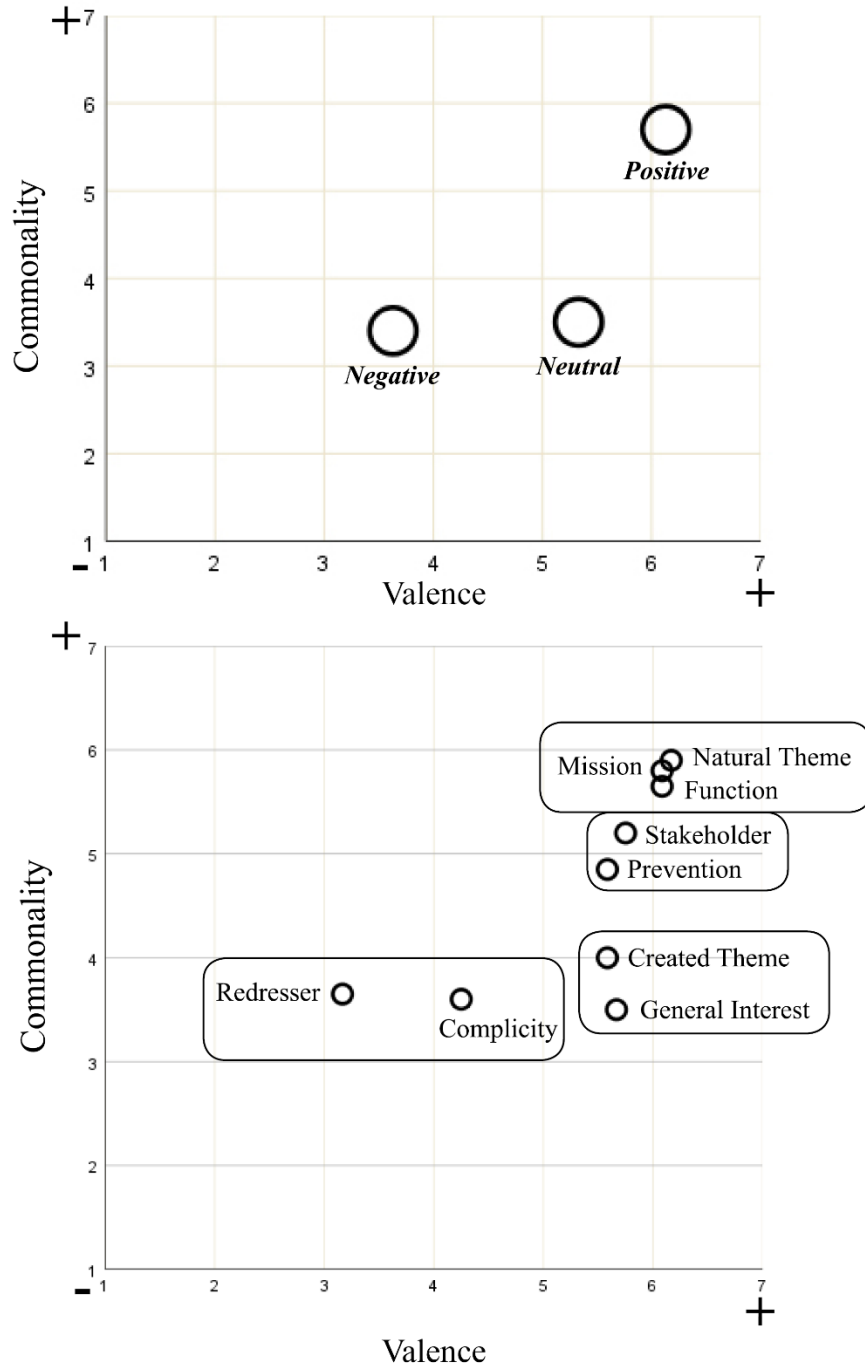 +
7
6
Positive
5
4
Negative
Neutral
3
2
1
-
1 2 3 4 5 6 7
Commonality
Valence
+
+
7
6
Mission
Natural Theme
Function
Stakeholder
5
Prevention
4
Created Theme
Redresser
General Interest
Complicity
3
2
1
-
1 2 3 4 5 6 7
Commonality
+
Valence